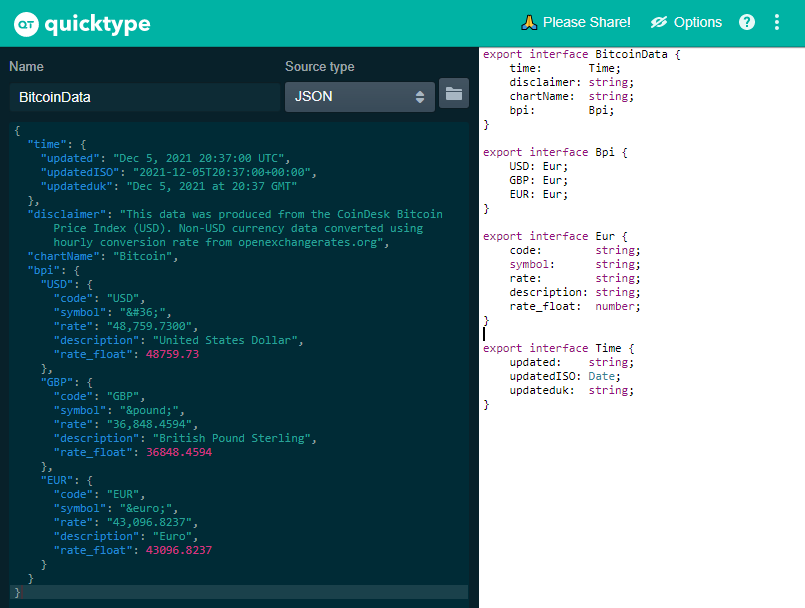 QT quicktype
Please Share! Options ?
Name
Source type
BitcoinData
JSON
{
  "time": {
    "updated": "Dec 5, 2021 20:37:00 UTC",
    "updatedISO": "2021-12-05T20:37:00+00:00",
    "updateduk": "Dec 5, 2021 at 20:37 GMT"
  },
  "disclaimer": "This data was produced from the CoinDesk Bitcoin
      Price Index (USD). Non-USD currency data converted using
      hourly conversion rate from openexchangerates.org",
  "chartName": "Bitcoin",
  "bpi": {
    "USD": {
      "code": "USD",
      "symbol": "&#36;",
      "rate": "48,759.7300",
      "description": "United States Dollar",
      "rate_float": 48759.73
    },
    "GBP": {
      "code": "GBP",
      "symbol": "&pound;",
      "rate": "36,848.4594",
      "description": "British Pound Sterling",
      "rate_float": 36848.4594
    },
    "EUR": {
      "code": "EUR",
      "symbol": "&euro;",
      "rate": "43,096.8237",
      "description": "Euro",
      "rate_float": 43096.8237
    }
  }
}
export interface BitcoinData {
    time:       Time;
    disclaimer: string;
    chartName:  string;
    bpi:        Bpi;
}
export interface Bpi {
    USD: Eur;
    GBP: Eur;
    EUR: Eur;
}
export interface Eur {
    code:        string;
    symbol:      string;
    rate:        string;
    description: string;
    rate_float:  number;
}
export interface Time {
    updated:    string;
    updatedISO: Date;
    updateduk:  string;
}